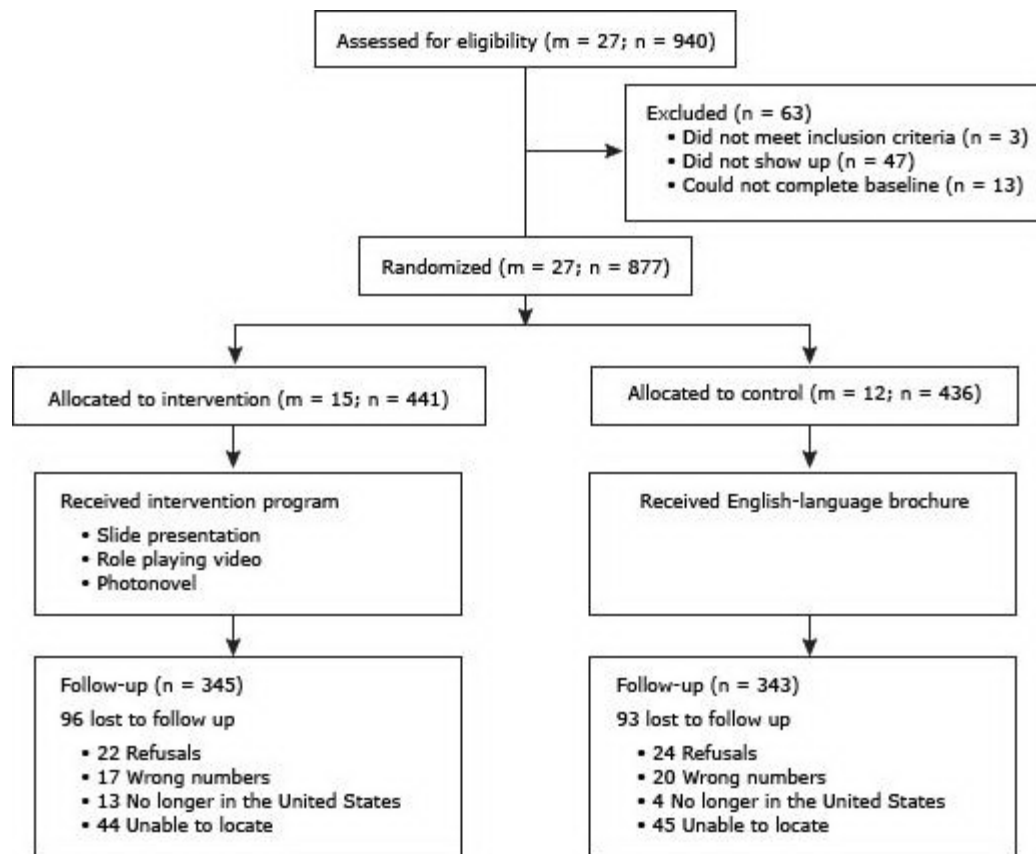 Assessed for eligibility (m = 27; n = 940)
Excluded (n = 63)
▪ Did not meet inclusion criteria (n = 3)
▪ Did not show up (n = 47)
▪ Could not complete baseline (n = 13)
Randomized (m = 27; n = 877)
Allocated to intervention (m = 15; n = 441)
Allocated to control (m = 12; n = 436)
Received intervention program
▪ Slide presentation
▪ Role playing video
▪ Photonovel
Received English-language brochure
Follow-up (n = 345)
96 lost to follow up
▪ 22 Refusals
▪ 17 Wrong numbers
▪ 13 No longer in the United States
▪ 44 Unable to locate
Follow-up (n = 343)
93 lost to follow up
▪ 24 Refusals
▪ 20 Wrong numbers
▪ 4 No longer in the United States
▪ 45 Unable to locate